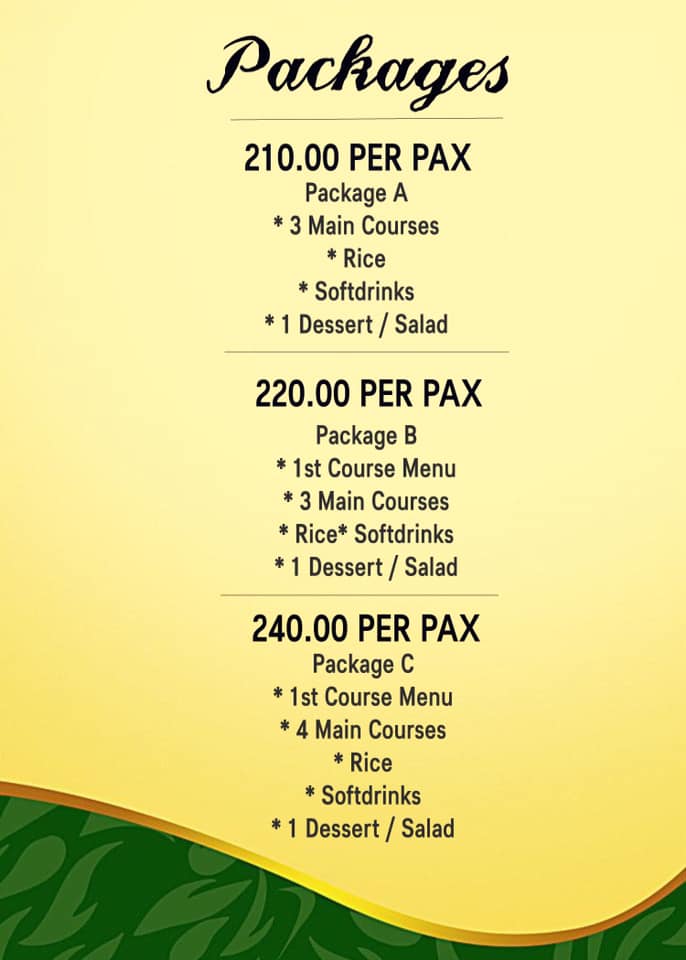 Packages
210.00 PER PAX
Package A
* 3 Main Courses
* Rice
* Softdrinks
* 1 Dessert / Salad
220.00 PER PAX
Package B
* 1st Course Menu
* 3 Main Courses
* Rice* Softdrinks
* 1 Dessert / Salad
240.00 PER PAX
Package C
* 1st Course Menu
* 4 Main Courses
* Rice
* Softdrinks
* 1 Dessert / Salad